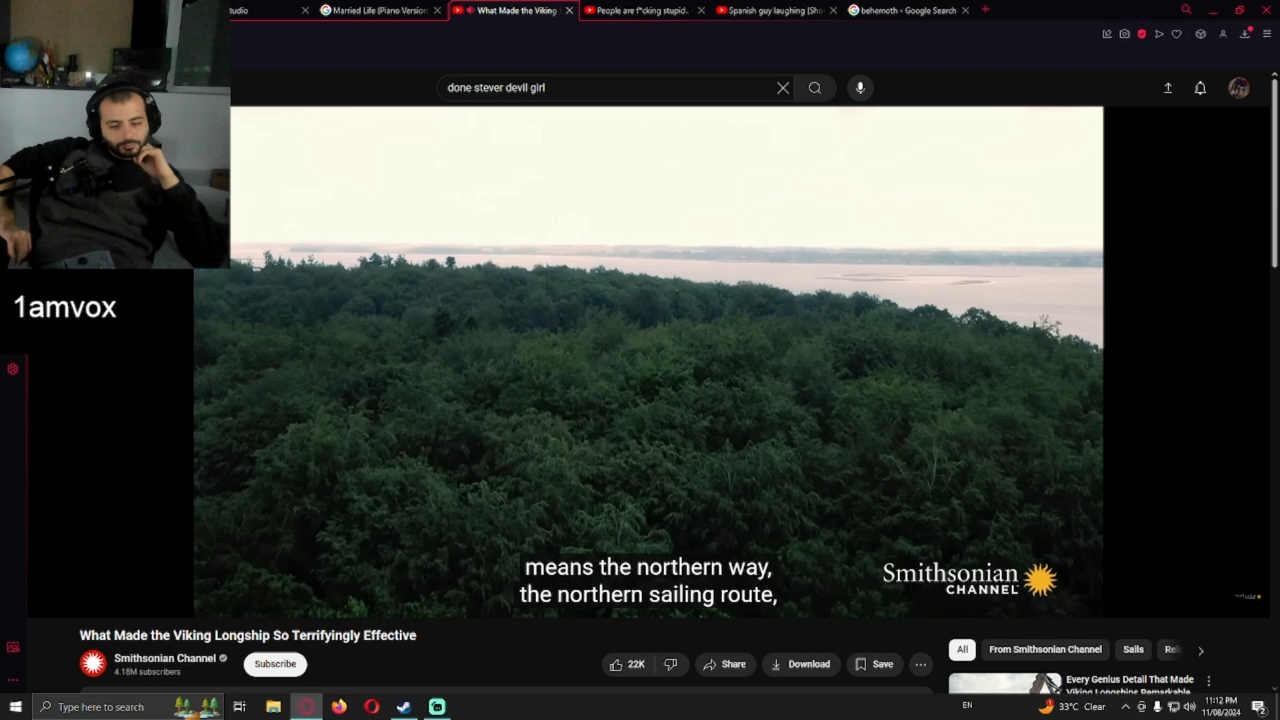 tudio
Married Life (Piano Version
What Made the Viking
People are f*cking stupid.
Spanish guy laughing (Sho
behemoth - Google Search
done stever devil girl
1amvox
means the northern way,
the northern sailing route,
Smithsonian
CHANNEL
What Made the Viking Longship So Terrifyingly Effective
Smithsonian Channel
4.18M subscribers
Subscribe
22K
Share
Download
Save
All
From Smithsonian Channel
Sails
Rel
Every Genius Detail That Made
Viking Longships Remarkable
Type here to search
33°C Clear
EN
11:12 PM
11/08/2024
2